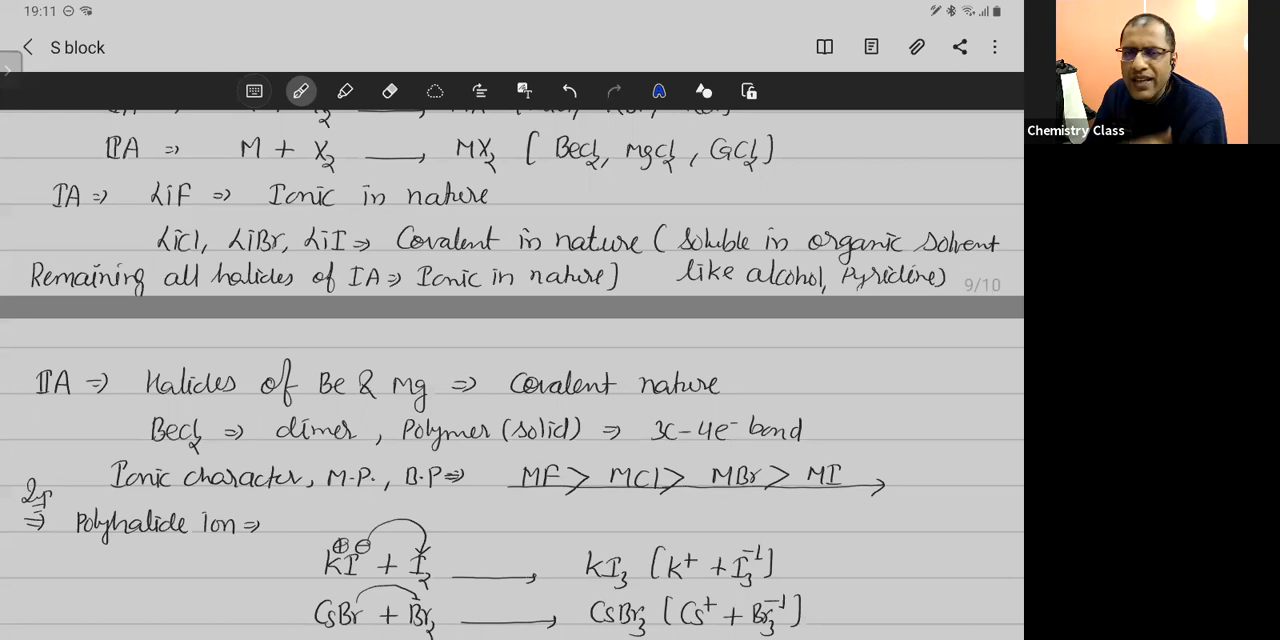 19:11
S block
Chemistry Class
IIA ⇒ M + X₂ ⟶ MX₂ [ BeCl₂, MgCl₂, CaCl₂]
IA ⇒ LiF ⇒ Ionic in nature
LiCl, LiBr, LiI ⇒ Covalent in nature ( Soluble in organic solvent
Remaining all halides of IA ⇒ Ionic in nature] like alcohol, Pyridine)
9/10
IIA ⇒ Halides of Be & Mg ⇒ Covalent nature
BeCl₂ ⇒ dimer, Polymer (solid) ⇒ 3C-4e⁻ bond
Ionic character, M.P., B.P ⇒ MF > MCl > MBr > MI
Imp
⇒ Polyhalide ion ⇒
⊕ ⊖
KI + I₂ ⟶ KI₃ [K⁺ + I₃⁻¹]
CsBr + Br₂ ⟶ CsBr₃ [Cs⁺ + Br₃⁻¹]